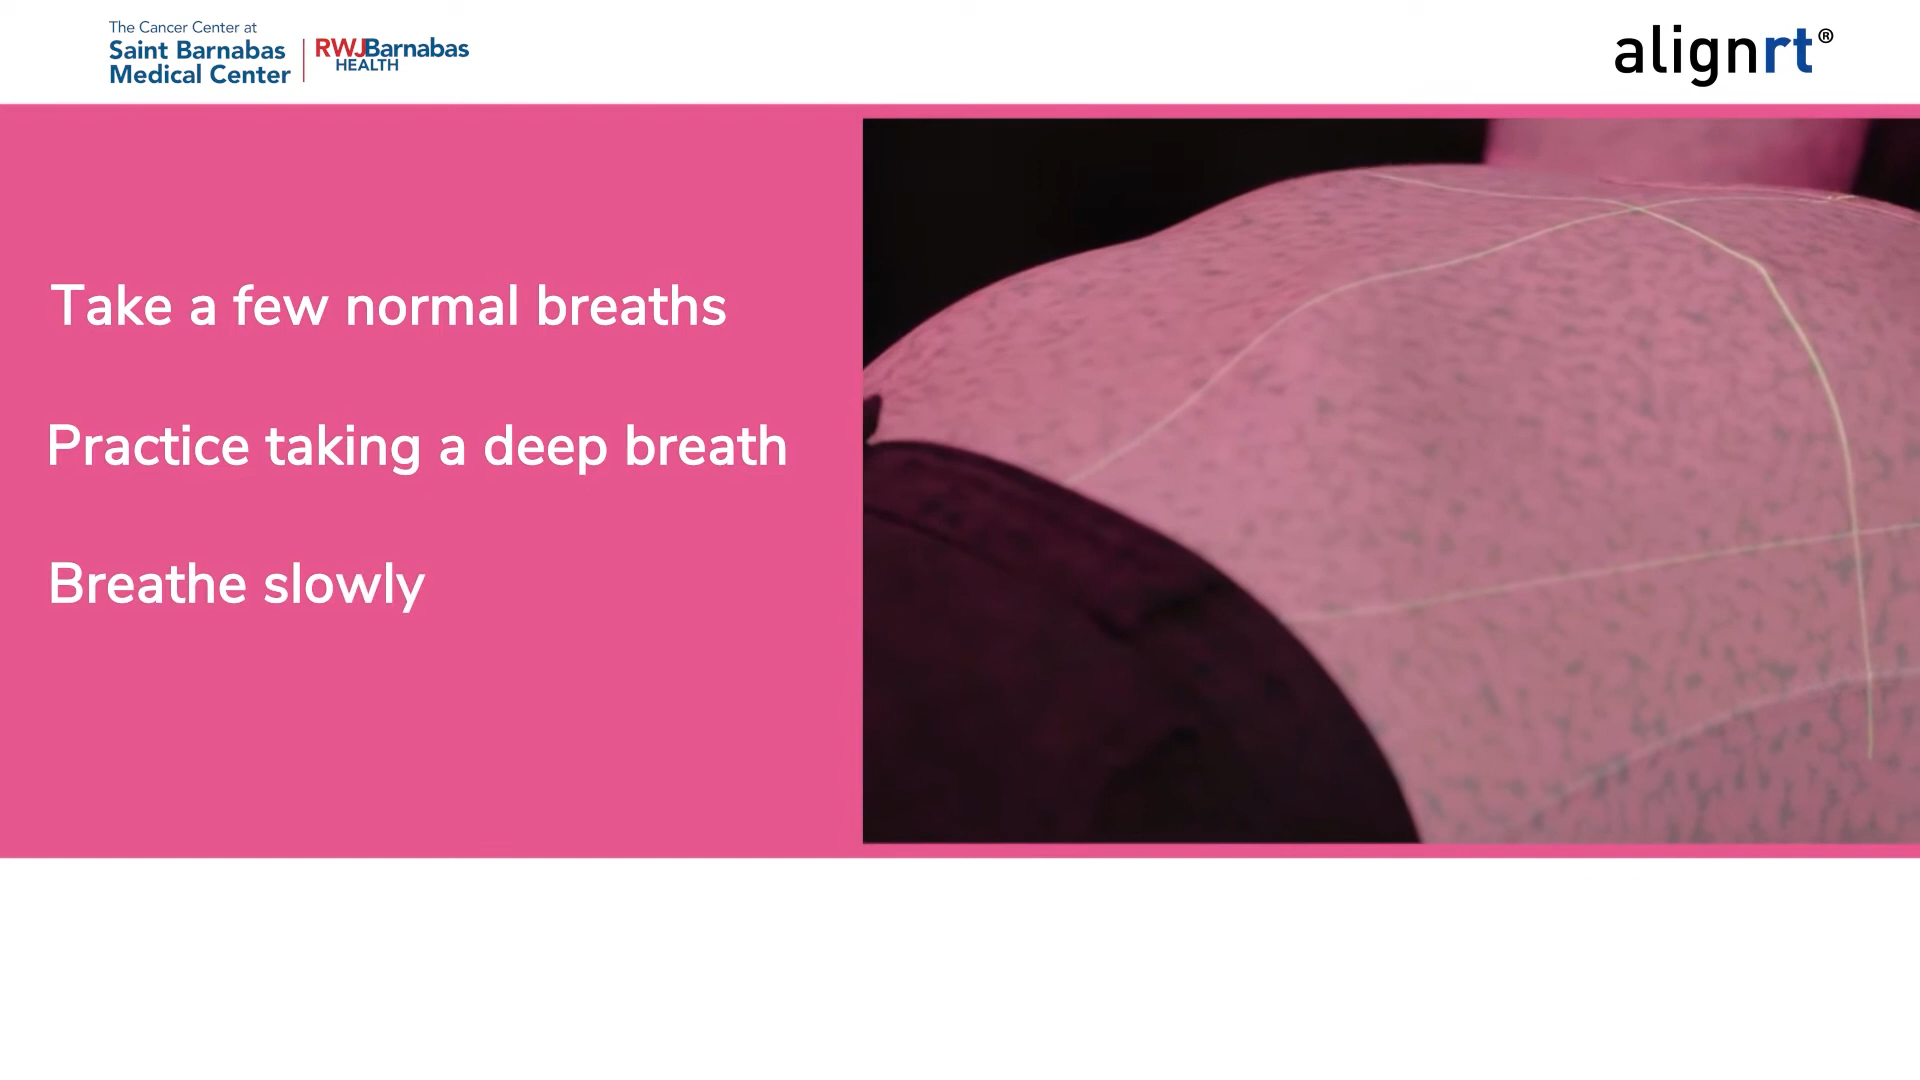 The Cancer Center at
Saint Barnabas
Medical Center
RWJBarnabas
HEALTH
alignrt®
Take a few normal breaths
Practice taking a deep breath
Breathe slowly